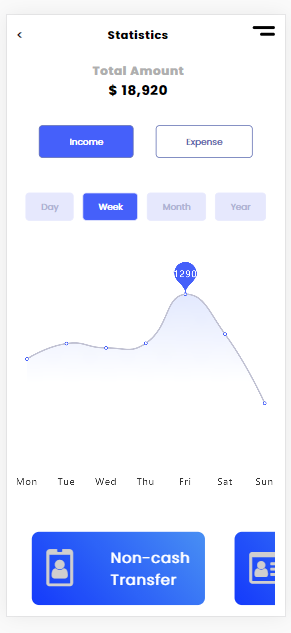 <
Statistics
Total Amount
$ 18,920
Income Expense
Day Week Month Year
1290
Mon Tue Wed Thu Fri Sat Sun
Non-cash
Transfer